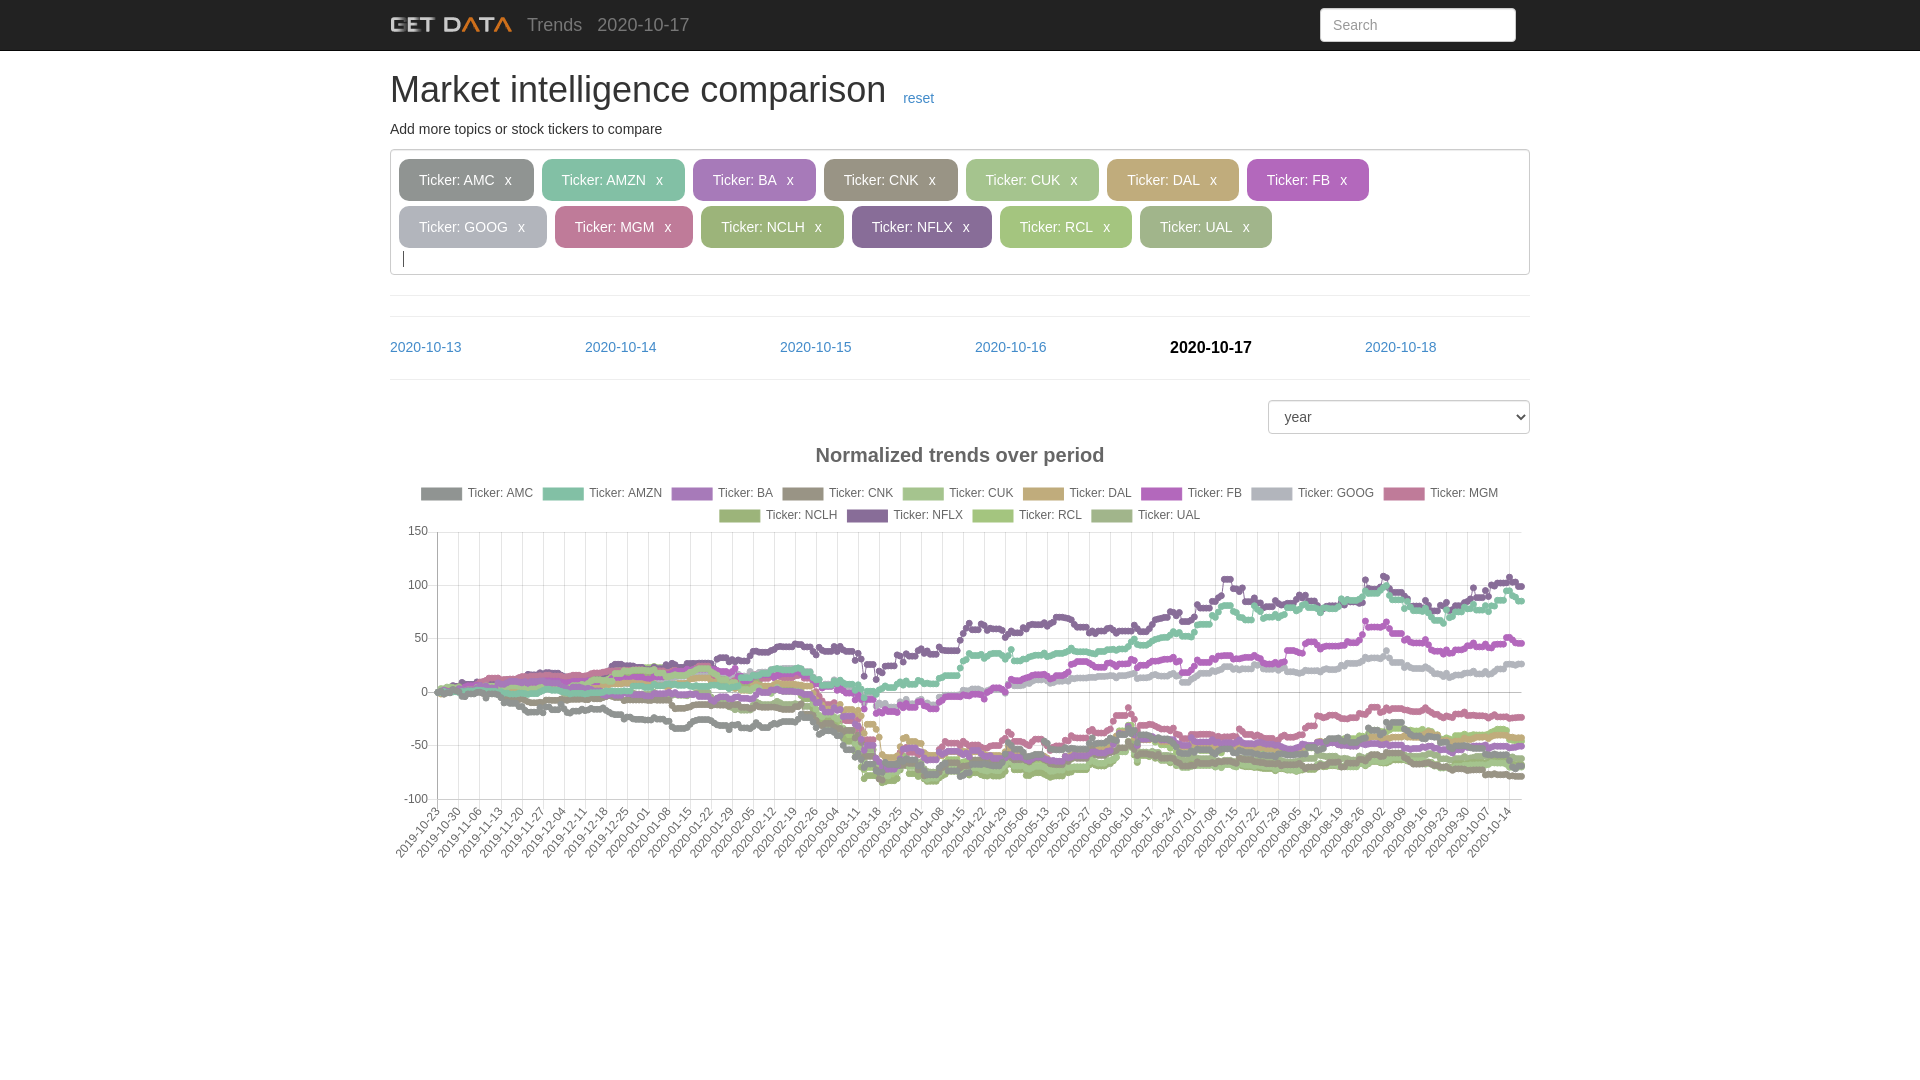 GET DATA Trends 2020-10-17 Search
Market intelligence comparison reset
Add more topics or stock tickers to compare
Ticker: AMC x Ticker: AMZN x Ticker: BA x Ticker: CNK x Ticker: CUK x Ticker: DAL x Ticker: FB x
Ticker: GOOG x Ticker: MGM x Ticker: NCLH x Ticker: NFLX x Ticker: RCL x Ticker: UAL x
2020-10-13 2020-10-14 2020-10-15 2020-10-16 2020-10-17 2020-10-18
year
Normalized trends over period
Ticker: AMC Ticker: AMZN Ticker: BA Ticker: CNK Ticker: CUK Ticker: DAL Ticker: FB Ticker: GOOG Ticker: MGM
Ticker: NCLH Ticker: NFLX Ticker: RCL Ticker: UAL
150
100
50
0
-50
-100
2019-10-23 2019-10-30 2019-11-06 2019-11-13 2019-11-20 2019-11-27 2019-12-04 2019-12-11 2019-12-18 2019-12-25 2020-01-01 2020-01-08 2020-01-15 2020-01-22 2020-01-29 2020-02-05 2020-02-12 2020-02-19 2020-02-26 2020-03-04 2020-03-11 2020-03-18 2020-03-25 2020-04-01 2020-04-08 2020-04-15 2020-04-22 2020-04-29 2020-05-06 2020-05-13 2020-05-20 2020-05-27 2020-06-03 2020-06-10 2020-06-17 2020-06-24 2020-07-01 2020-07-08 2020-07-15 2020-07-22 2020-07-29 2020-08-05 2020-08-12 2020-08-19 2020-08-26 2020-09-02 2020-09-09 2020-09-16 2020-09-23 2020-09-30 2020-10-07 2020-10-14